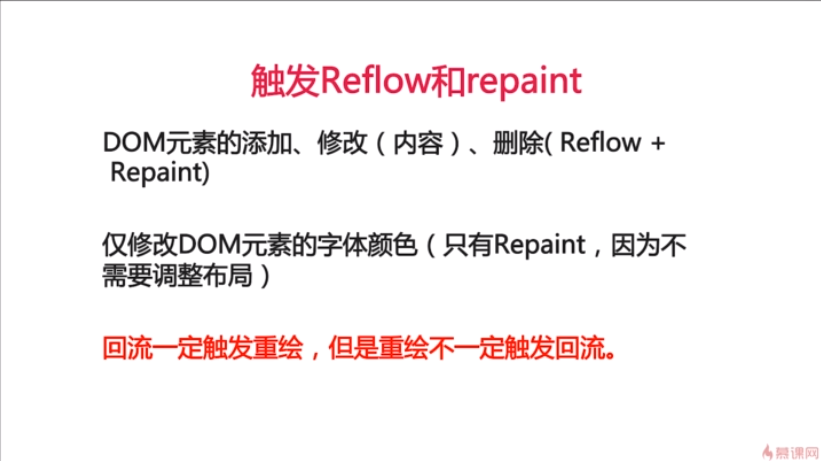 触发Reflow和repaint
DOM元素的添加、修改（内容）、删除( Reflow +
Repaint)
仅修改DOM元素的字体颜色（只有Repaint，因为不
需要调整布局）
回流一定触发重绘，但是重绘不一定触发回流。
慕课网